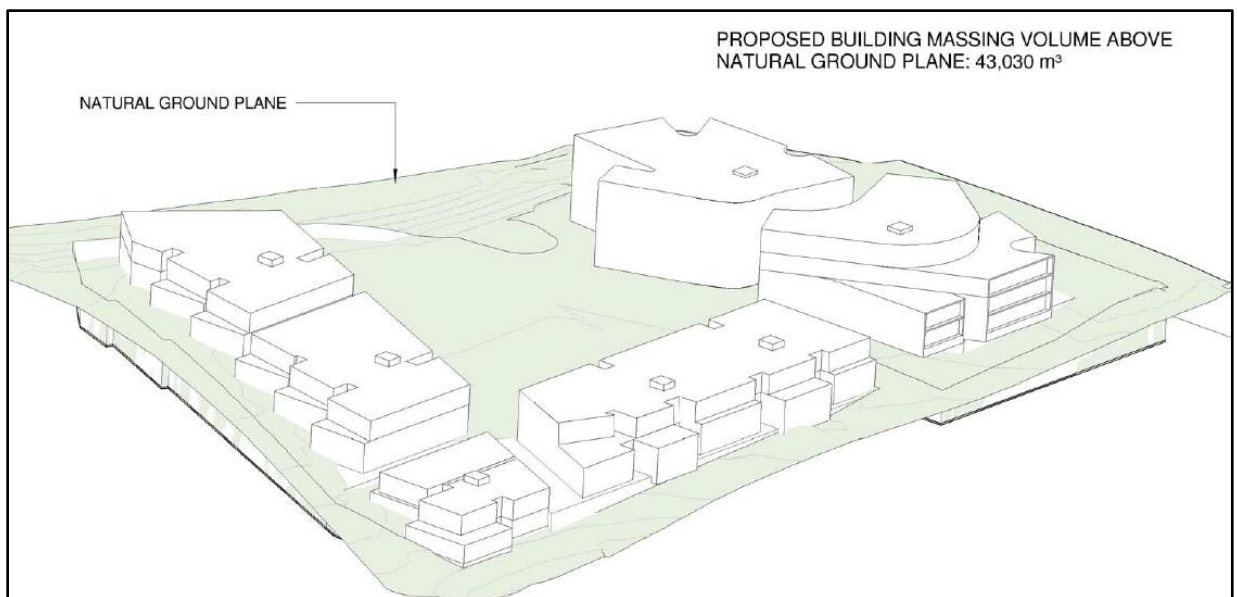 PROPOSED BUILDING MASSING VOLUME ABOVE
NATURAL GROUND PLANE: 43,030 m³
NATURAL GROUND PLANE